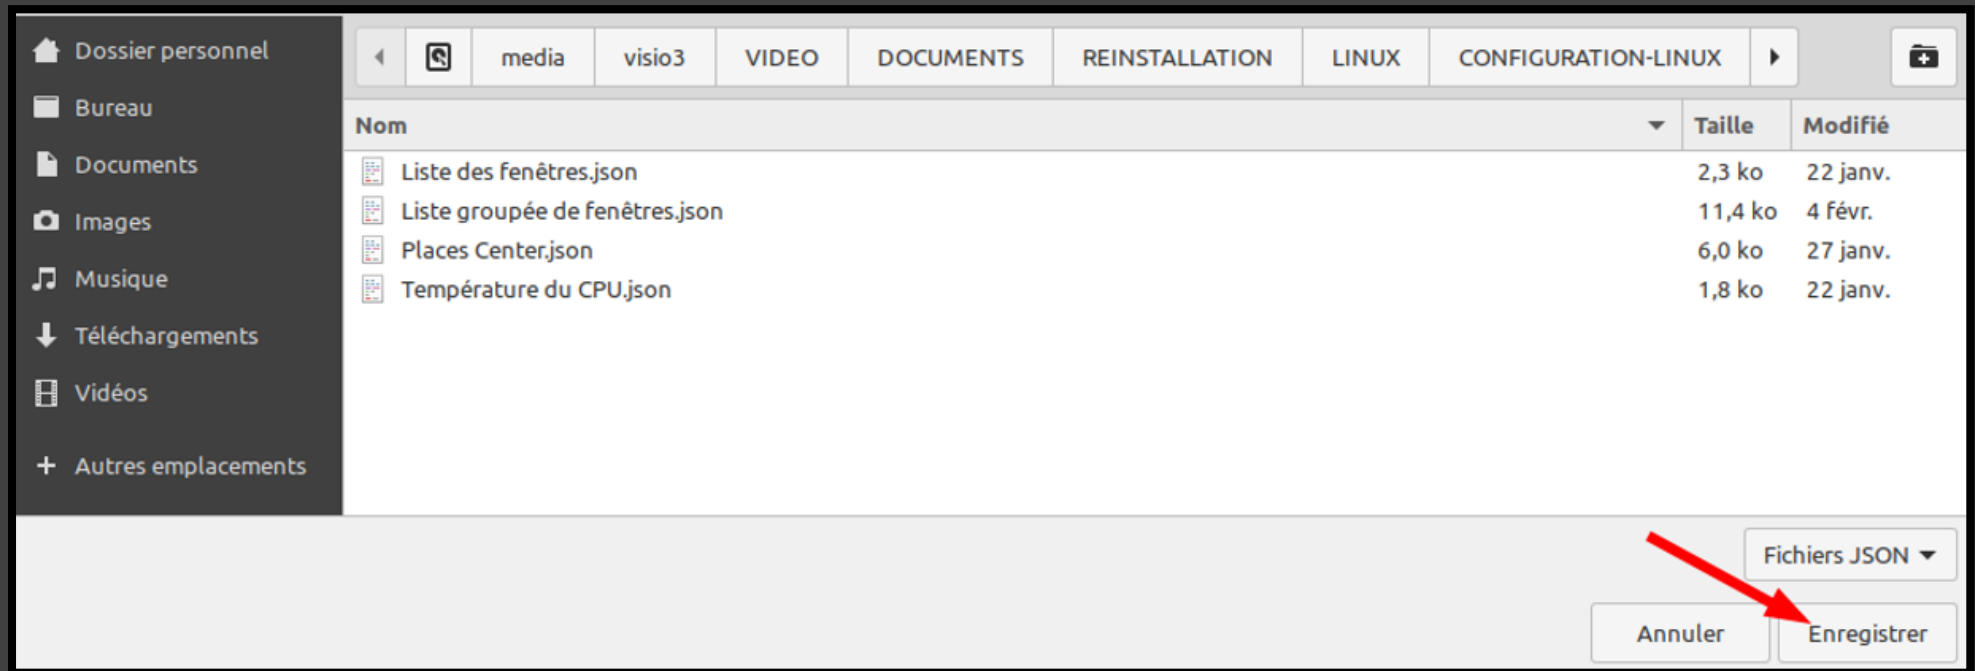 Dossier personnel
Bureau
Documents
Images
Musique
Téléchargements
Vidéos
Autres emplacements
media visio3 VIDEO DOCUMENTS REINSTALLATION LINUX CONFIGURATION-LINUX
Nom Taille Modifié
Liste des fenêtres.json 2,3 ko 22 janv.
Liste groupée de fenêtres.json 11,4 ko 4 févr.
Places Center.json 6,0 ko 27 janv.
Température du CPU.json 1,8 ko 22 janv.
Fichiers JSON
Annuler Enregistrer